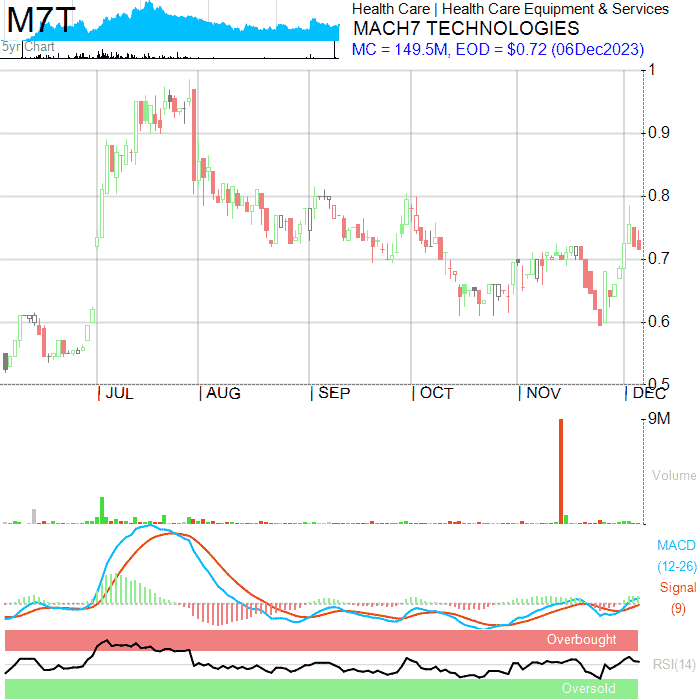 M7T
5yr Chart
Health Care | Health Care Equipment & Services
MACH7 TECHNOLOGIES
MC = 149.5M, EOD = $0.72 (06Dec2023)
1
0.9
0.8
0.7
0.6
0.5
JUL AUG SEP OCT NOV DEC
9M
Volume
MACD
(12-26)
Signal
(9)
Overbought
RSI(14)
Oversold